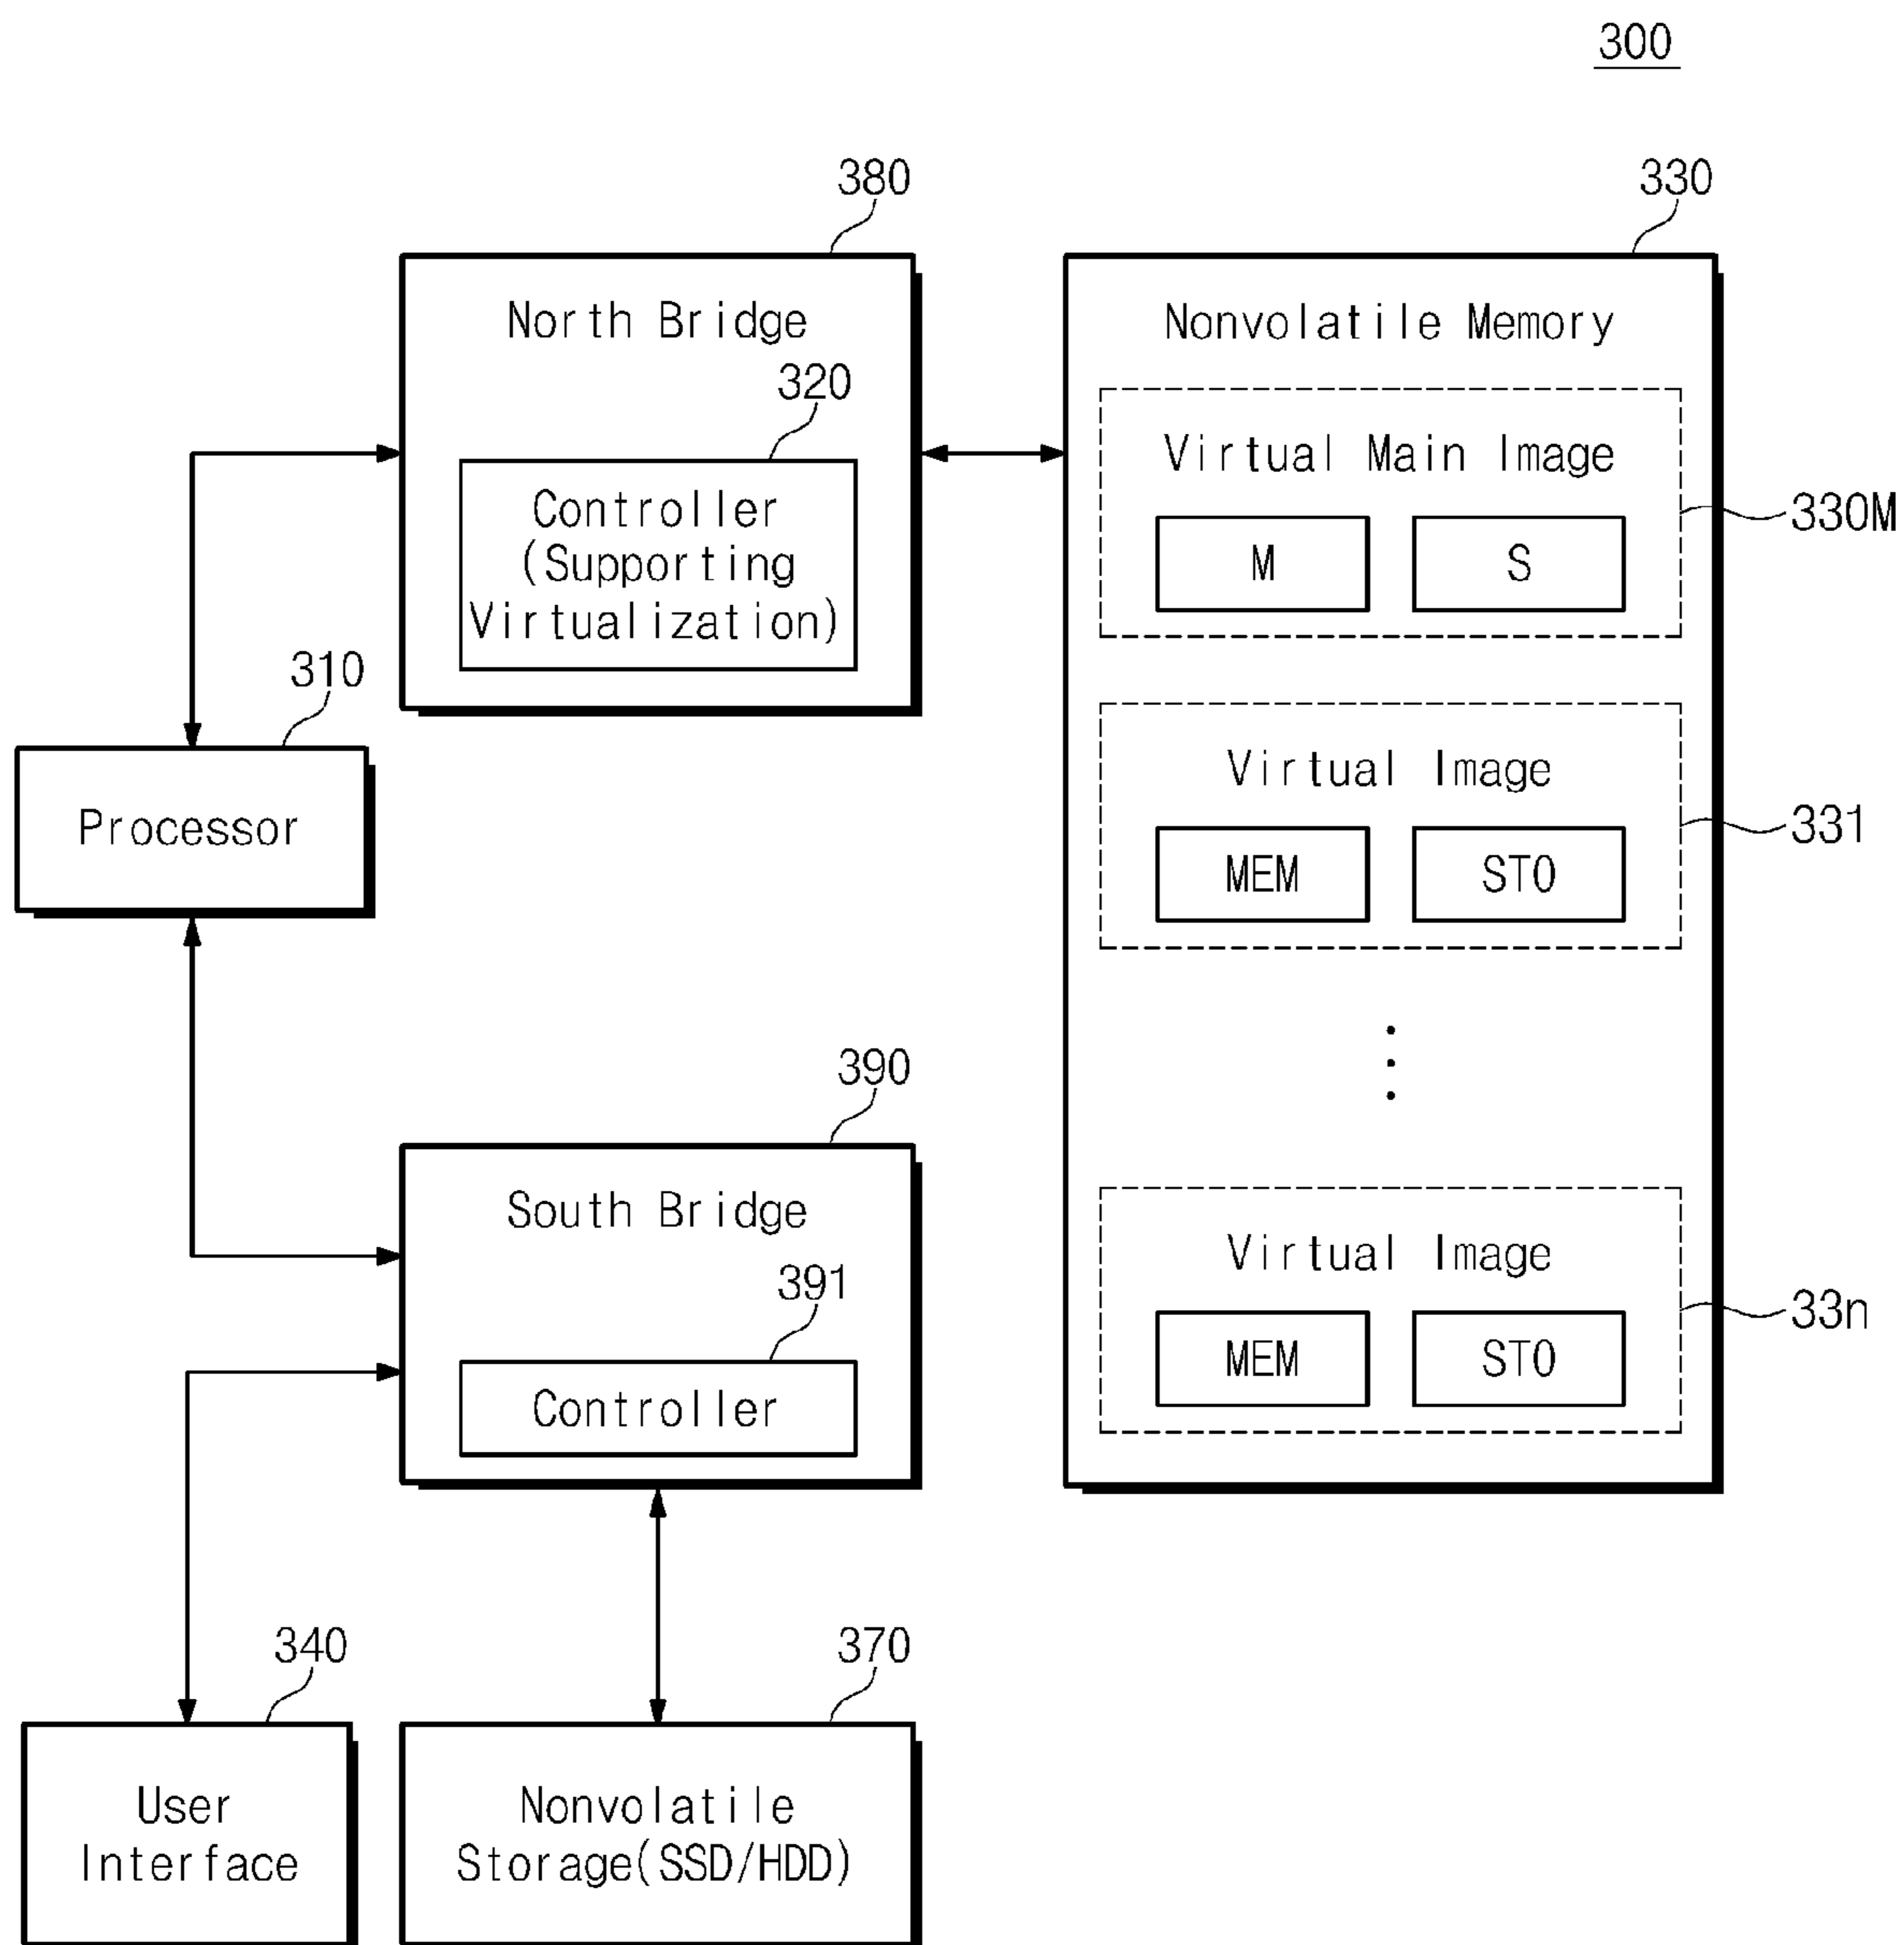 300
380
North Bridge
320
Controller
(Supporting
Virtualization)
330
Nonvolatile Memory
Virtual Main Image
M
S
330M
310
Processor
Virtual Image
MEM
STO
331
390
South Bridge
391
Controller
Virtual Image
MEM
STO
33n
340
User
Interface
370
Nonvolatile
Storage(SSD/HDD)